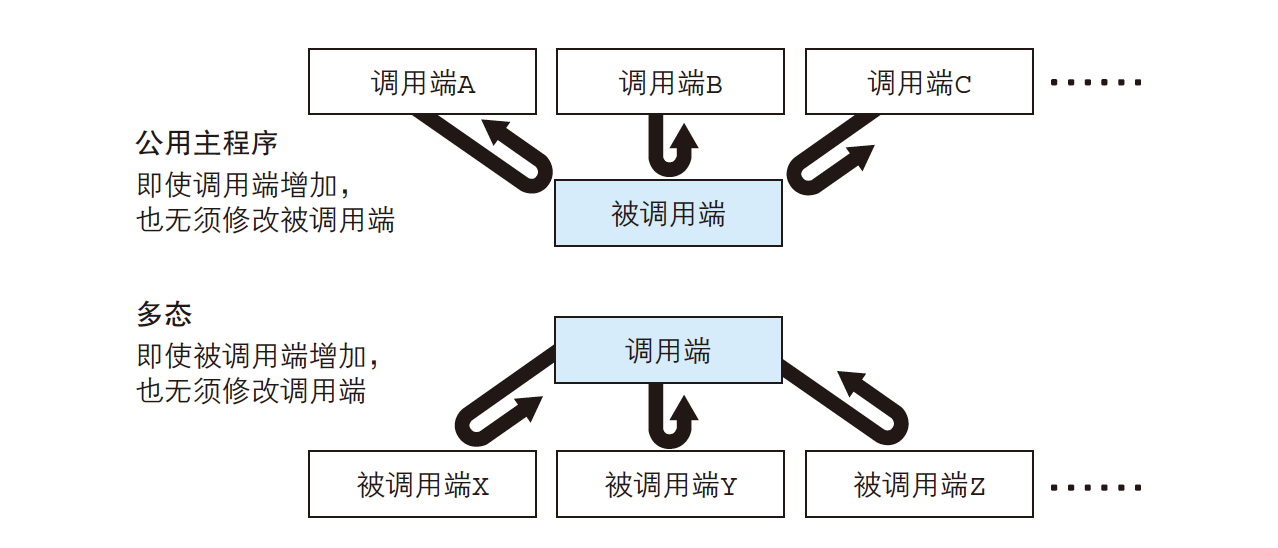 调用端A
调用端B
调用端C
······
公用主程序
即使调用端增加，
也无须修改被调用端
被调用端
多态
即使被调用端增加，
也无须修改调用端
调用端
被调用端X
被调用端Y
被调用端Z
······